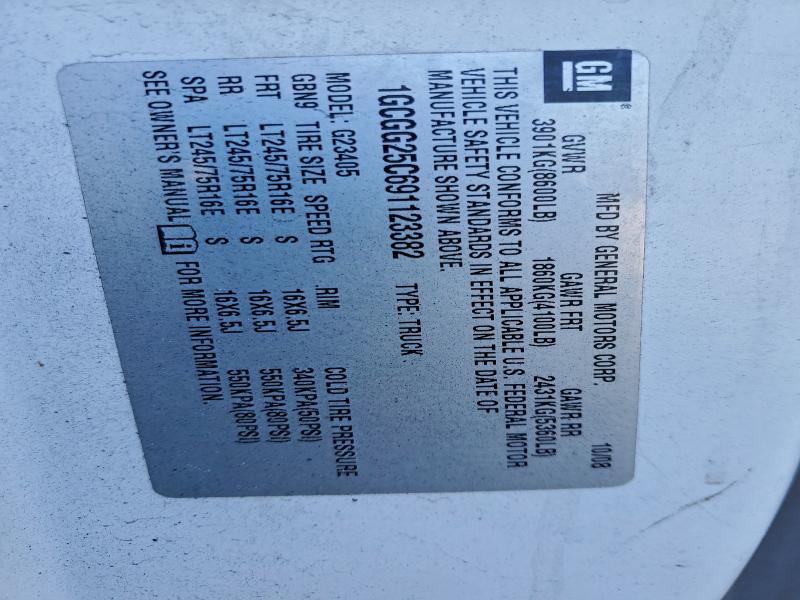 GM®
MFD BY GENERAL MOTORS CORP. 10/08
GVWR GAWR FRT GAWR RR
3901KG(8600LB) 1860KG(4100LB) 2431KG(5360LB)
THIS VEHICLE CONFORMS TO ALL APPLICABLE U.S. FEDERAL MOTOR
VEHICLE SAFETY STANDARDS IN EFFECT ON THE DATE OF
MANUFACTURE SHOWN ABOVE.
1GCGG25C691123382 TYPE: TRUCK
MODEL: G23405
GBN9 TIRE SIZE SPEED RTG RIM COLD TIRE PRESSURE
FRT LT245/75R16E S 16X6.5J 340KPA(50PSI)
RR LT245/75R16E S 16X6.5J 550KPA(80PSI)
SPA LT245/75R16E S 16X6.5J 550KPA(80PSI)
SEE OWNER'S MANUAL FOR MORE INFORMATION.